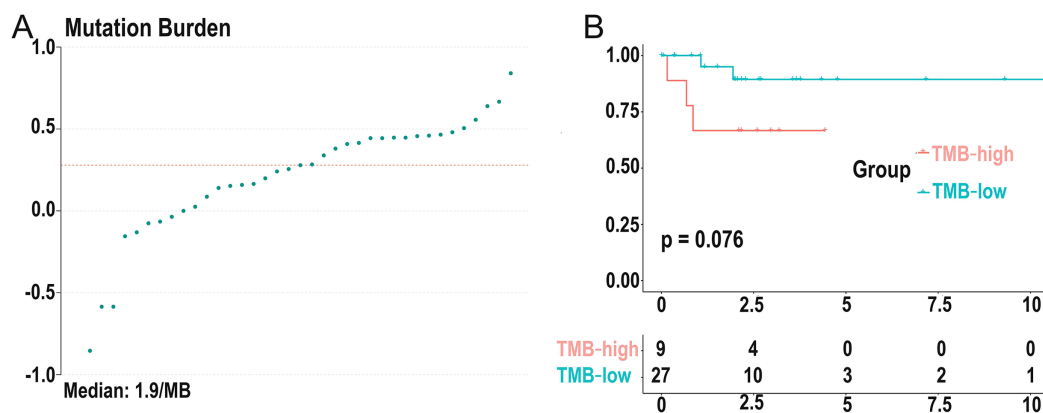 A
Mutation Burden
1.0
0.5
0.0
-0.5
-1.0
Median: 1.9/MB
B
1.00
0.75
0.50
0.25
0.00
Group
TMB-high
TMB-low
p = 0.076
0 2.5 5 7.5 10
TMB-high 9 4 0 0 0
TMB-low 27 10 3 2 1
0 2.5 5 7.5 10